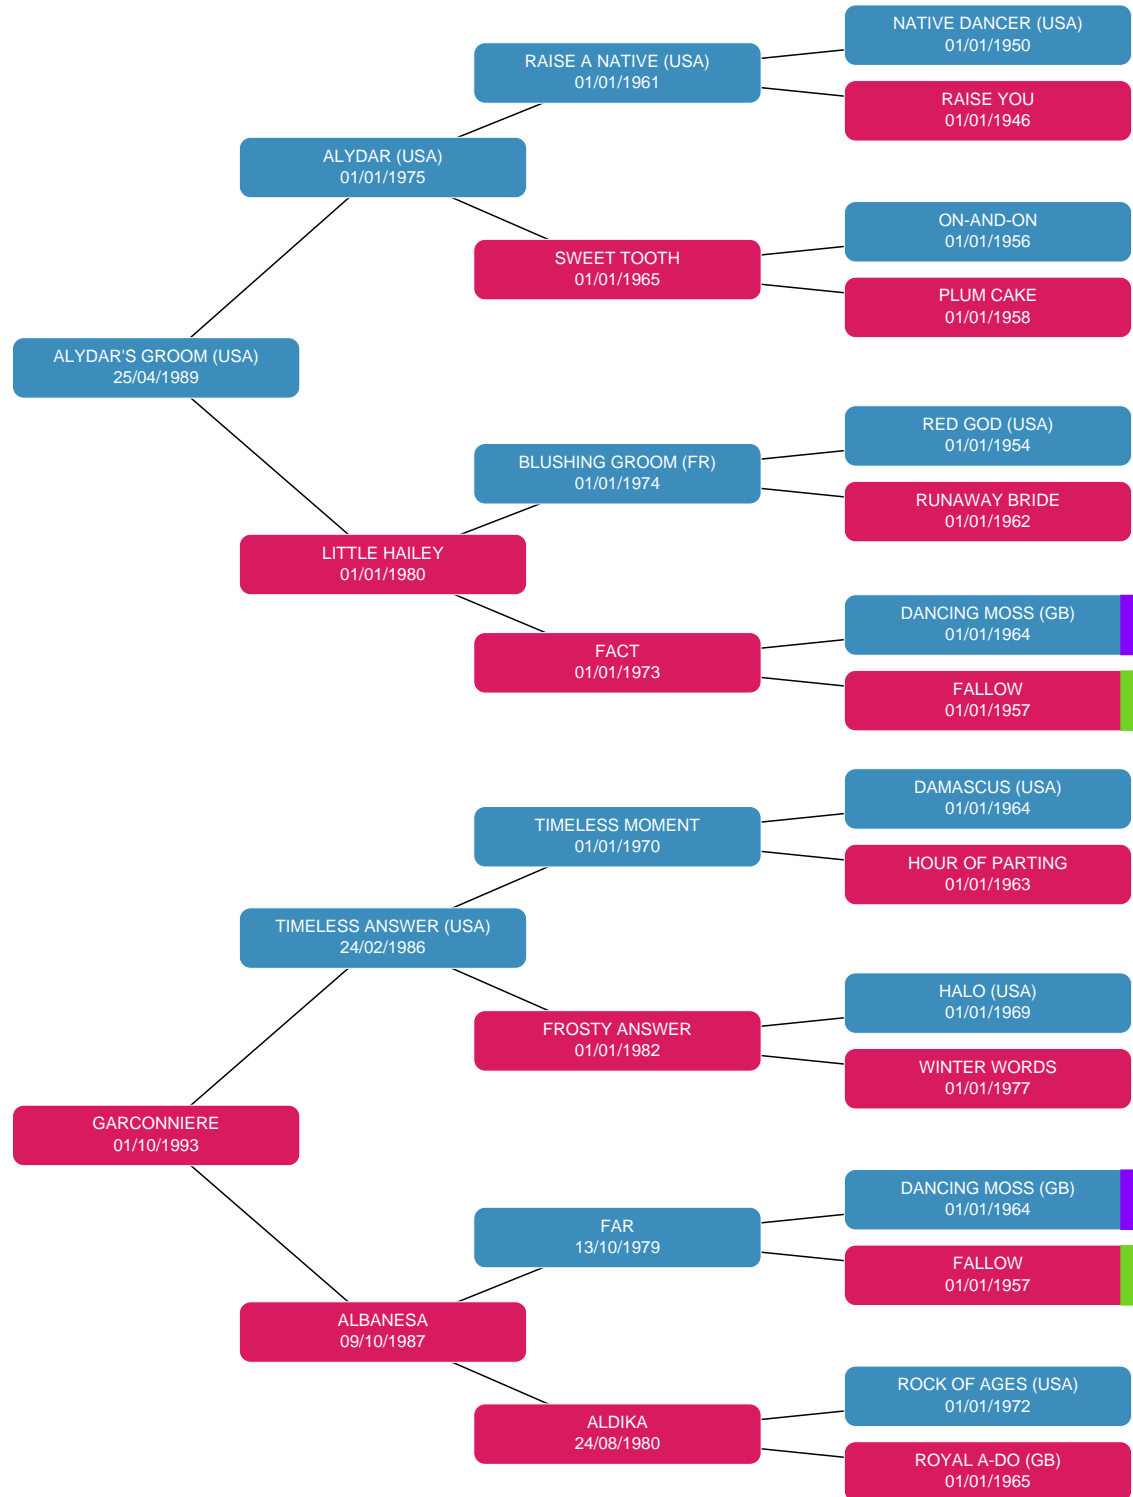 NATIVE DANCER (USA)
01/01/1950
RAISE A NATIVE (USA)
01/01/1961
RAISE YOU
01/01/1946
ALYDAR (USA)
01/01/1975
ON-AND-ON
01/01/1956
SWEET TOOTH
01/01/1965
PLUM CAKE
01/01/1958
ALYDAR'S GROOM (USA)
25/04/1989
RED GOD (USA)
01/01/1954
BLUSHING GROOM (FR)
01/01/1974
RUNAWAY BRIDE
01/01/1962
LITTLE HAILEY
01/01/1980
DANCING MOSS (GB)
01/01/1964
FACT
01/01/1973
FALLOW
01/01/1957
DAMASCUS (USA)
01/01/1964
TIMELESS MOMENT
01/01/1970
HOUR OF PARTING
01/01/1963
TIMELESS ANSWER (USA)
24/02/1986
HALO (USA)
01/01/1969
FROSTY ANSWER
01/01/1982
WINTER WORDS
01/01/1977
GARCONNIERE
01/10/1993
DANCING MOSS (GB)
01/01/1964
FAR
13/10/1979
FALLOW
01/01/1957
ALBANESA
09/10/1987
ROCK OF AGES (USA)
01/01/1972
ALDIKA
24/08/1980
ROYAL A-DO (GB)
01/01/1965